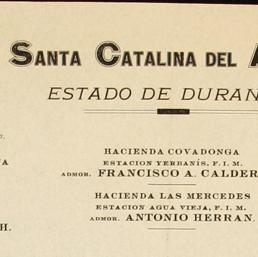 SANTA CATALINA DEL A
ESTADO DE DURAN
HACIENDA COVADONGA
ESTACION YERBANÍS, F. I. M.
ADMOR. FRANCISCO A. CALDER
HACIENDA LAS MERCEDES
ESTACION AGUA VIEJA, F. I. M.
ADMOR. ANTONIO HERRAN.
H.